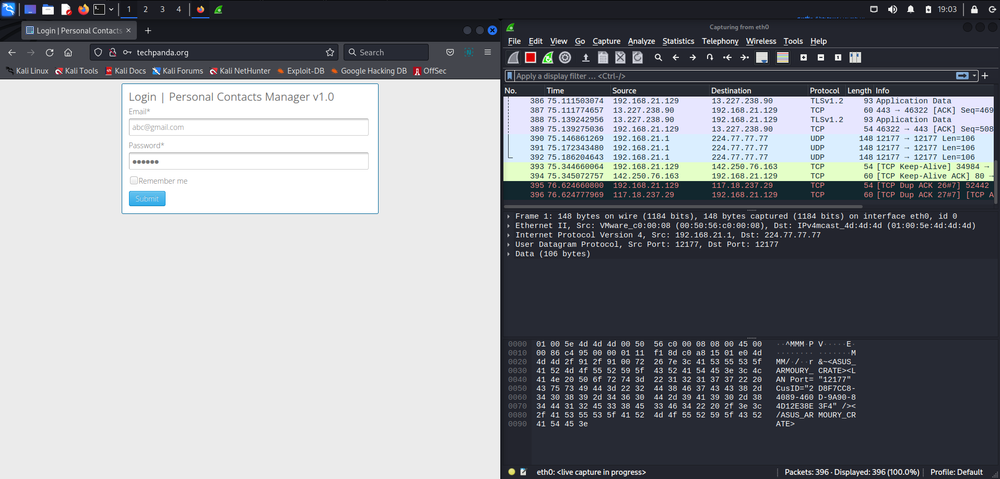 1 2 3 4
19:03
Login | Personal Contacts
techpanda.org
Search
Kali Linux Kali Tools Kali Docs Kali Forums Kali NetHunter Exploit-DB Google Hacking DB OffSec
Login | Personal Contacts Manager v1.0
Email*
abc@gmail.com
Password*
●●●●●●
Remember me
Submit
Capturing from eth0
File Edit View Go Capture Analyze Statistics Telephony Wireless Tools Help
Apply a display filter … <Ctrl-/>
No. Time Source Destination Protocol Length Info
386 75.111503074 192.168.21.129 13.227.238.90 TLSv1.2 93 Application Data
387 75.111774657 13.227.238.90 192.168.21.129 TCP 60 443 → 46322 [ACK] Seq=469
388 75.139242956 13.227.238.90 192.168.21.129 TLSv1.2 93 Application Data
389 75.139275036 192.168.21.129 13.227.238.90 TCP 54 46322 → 443 [ACK] Seq=508
390 75.146861269 192.168.21.1 224.77.77.77 UDP 148 12177 → 12177 Len=106
391 75.172343480 192.168.21.1 224.77.77.77 UDP 148 12177 → 12177 Len=106
392 75.186204643 192.168.21.1 224.77.77.77 UDP 148 12177 → 12177 Len=106
393 75.344660064 192.168.21.129 142.250.76.163 TCP 54 [TCP Keep-Alive] 34984 →
394 75.345072757 142.250.76.163 192.168.21.129 TCP 60 [TCP Keep-Alive ACK] 80 →
395 76.624660800 192.168.21.129 117.18.237.29 TCP 54 [TCP Dup ACK 26#7] 52442
396 76.624777969 117.18.237.29 192.168.21.129 TCP 60 [TCP Dup ACK 27#7] [TCP A
Frame 1: 148 bytes on wire (1184 bits), 148 bytes captured (1184 bits) on interface eth0, id 0
Ethernet II, Src: VMware_c0:00:08 (00:50:56:c0:00:08), Dst: IPv4mcast_4d:4d:4d (01:00:5e:4d:4d:4d)
Internet Protocol Version 4, Src: 192.168.21.1, Dst: 224.77.77.77
User Datagram Protocol, Src Port: 12177, Dst Port: 12177
Data (106 bytes)
0000 01 00 5e 4d 4d 4d 00 50 56 c0 00 08 08 00 45 00 ··^MMM·P V·····E·
0010 00 86 c4 95 00 00 01 11 f1 8d c0 a8 15 01 e0 4d ········ ·······M
0020 4d 4d 2f 91 2f 91 00 72 26 7e 3c 41 53 55 53 5f MM/·/··r &~<ASUS_
0030 41 52 4d 4f 55 52 59 5f 43 52 41 54 45 3e 3c 4c ARMOURY_ CRATE><L
0040 41 4e 20 50 6f 72 74 3d 22 31 32 31 37 37 22 20 AN Port= "12177"
0050 43 75 73 49 44 3d 22 32 44 38 46 37 43 43 38 2d CusID="2 D8F7CC8-
0060 34 30 38 39 2d 34 36 30 44 2d 39 41 39 30 2d 38 4089-460 D-9A90-8
0070 34 44 31 32 45 33 38 45 33 46 34 22 20 2f 3e 3c 4D12E38E 3F4" /><
0080 2f 41 53 55 53 5f 41 52 4d 4f 55 52 59 5f 43 52 /ASUS_AR MOURY_CR
0090 41 54 45 3e ATE>
eth0: <live capture in progress> Packets: 396 · Displayed: 396 (100.0%) Profile: Default